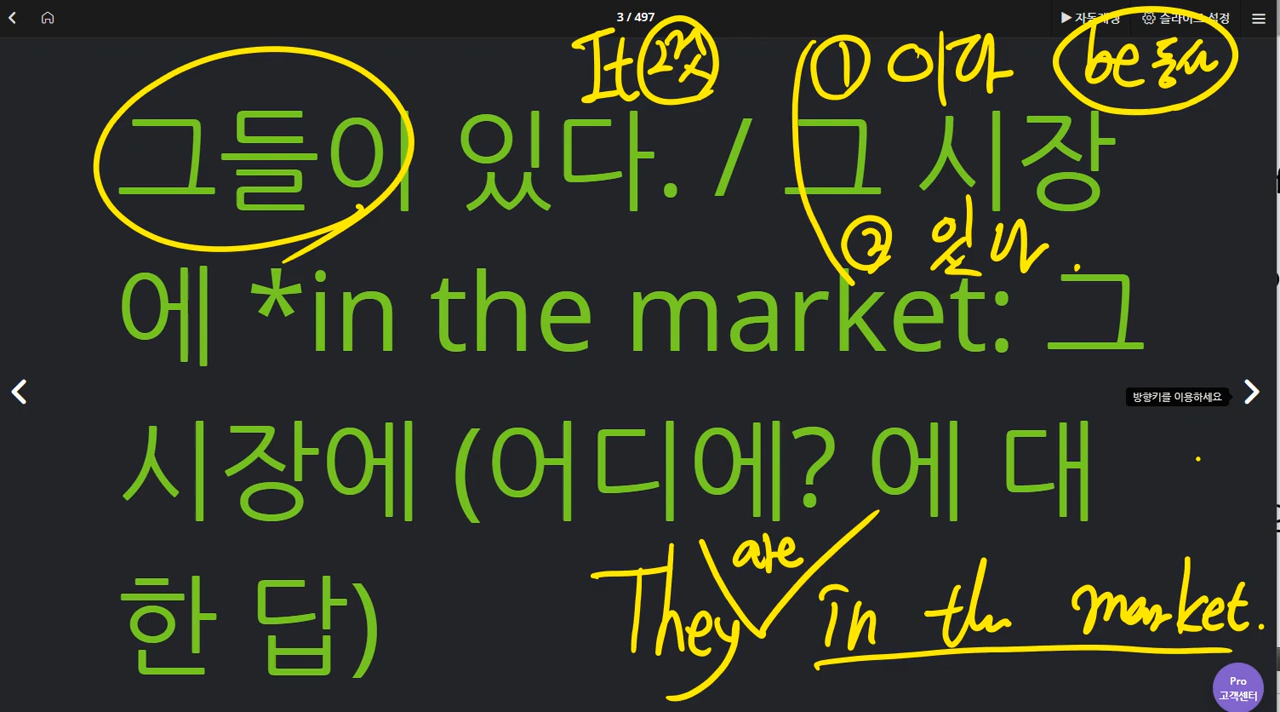 3 / 497
▶ 자동재생 슬라이드 설정
It 2것 ① 이다 be동사
그들이 있다. / 그 시장
② 있다.
에 *in the market: 그
방향키를 이용하세요
시장에 (어디에? 에 대
한 답)
They are in the market.
Pro
고객센터